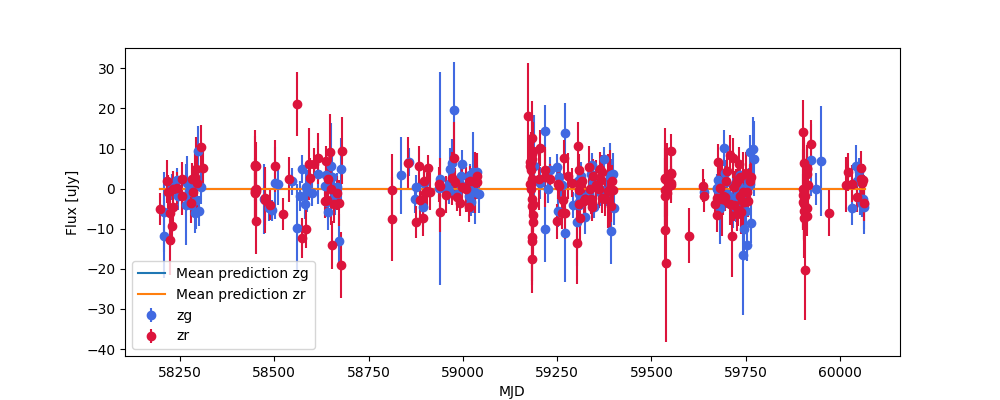 30
20
10
0
−10
−20
−30
−40
Flux [uJy]
Mean prediction zg
Mean prediction zr
zg
zr
58250 58500 58750 59000 59250 59500 59750 60000
MJD